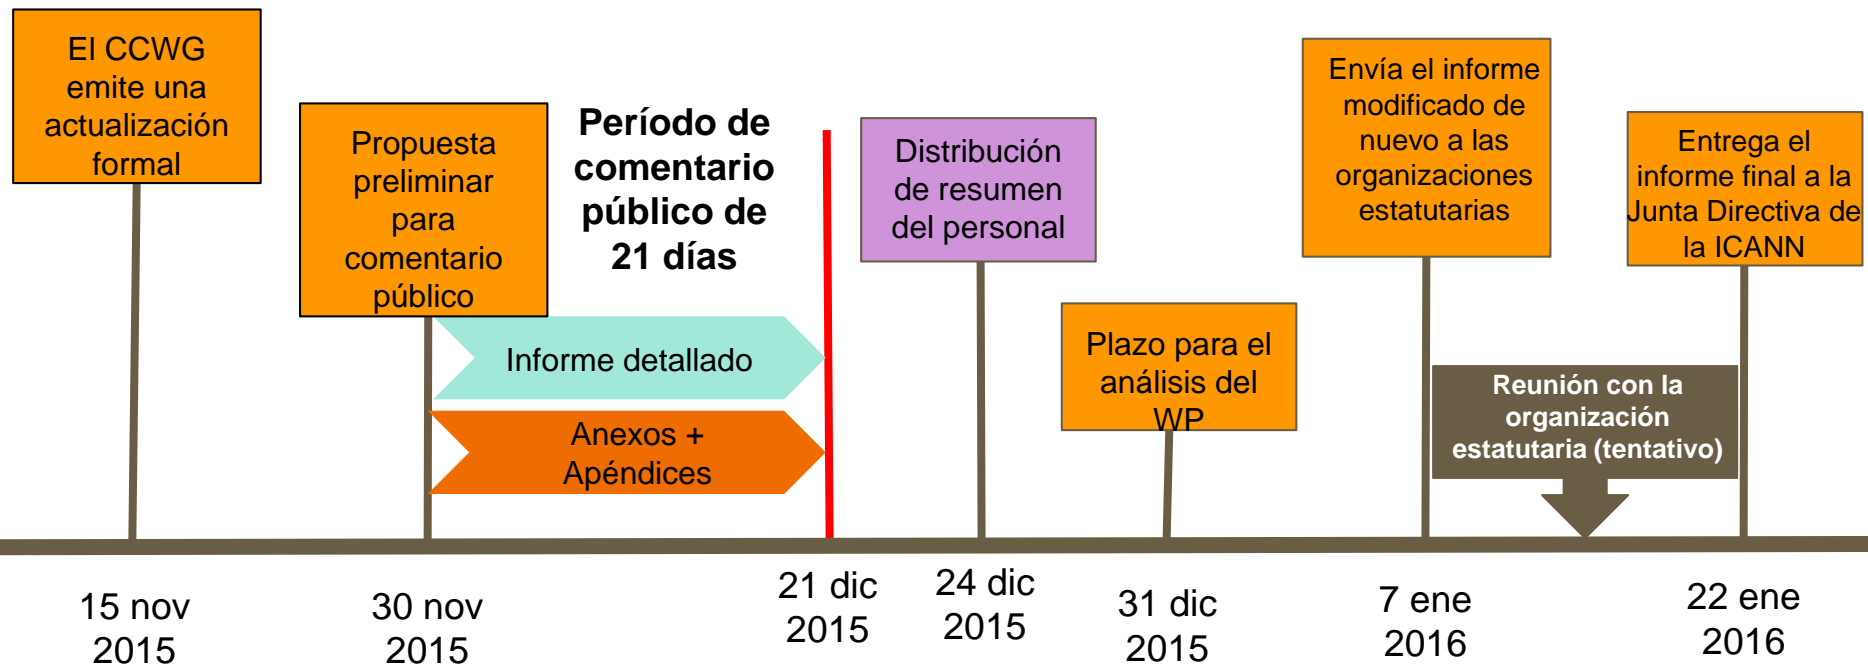 El CCWG
emite una
actualización
formal
Propuesta
preliminar
para
comentario
público
Período de
comentario
público de
21 días
Informe detallado
Anexos +
Apéndices
Distribución
de resumen
del personal
Plazo para el
análisis del
WP
Envía el informe
modificado de
nuevo a las
organizaciones
estatutarias
Reunión con la
organización
estatutaria (tentativo)
Entrega el
informe final a la
Junta Directiva de
la ICANN
15 nov
2015
30 nov
2015
21 dic
2015
24 dic
2015
31 dic
2015
7 ene
2016
22 ene
2016